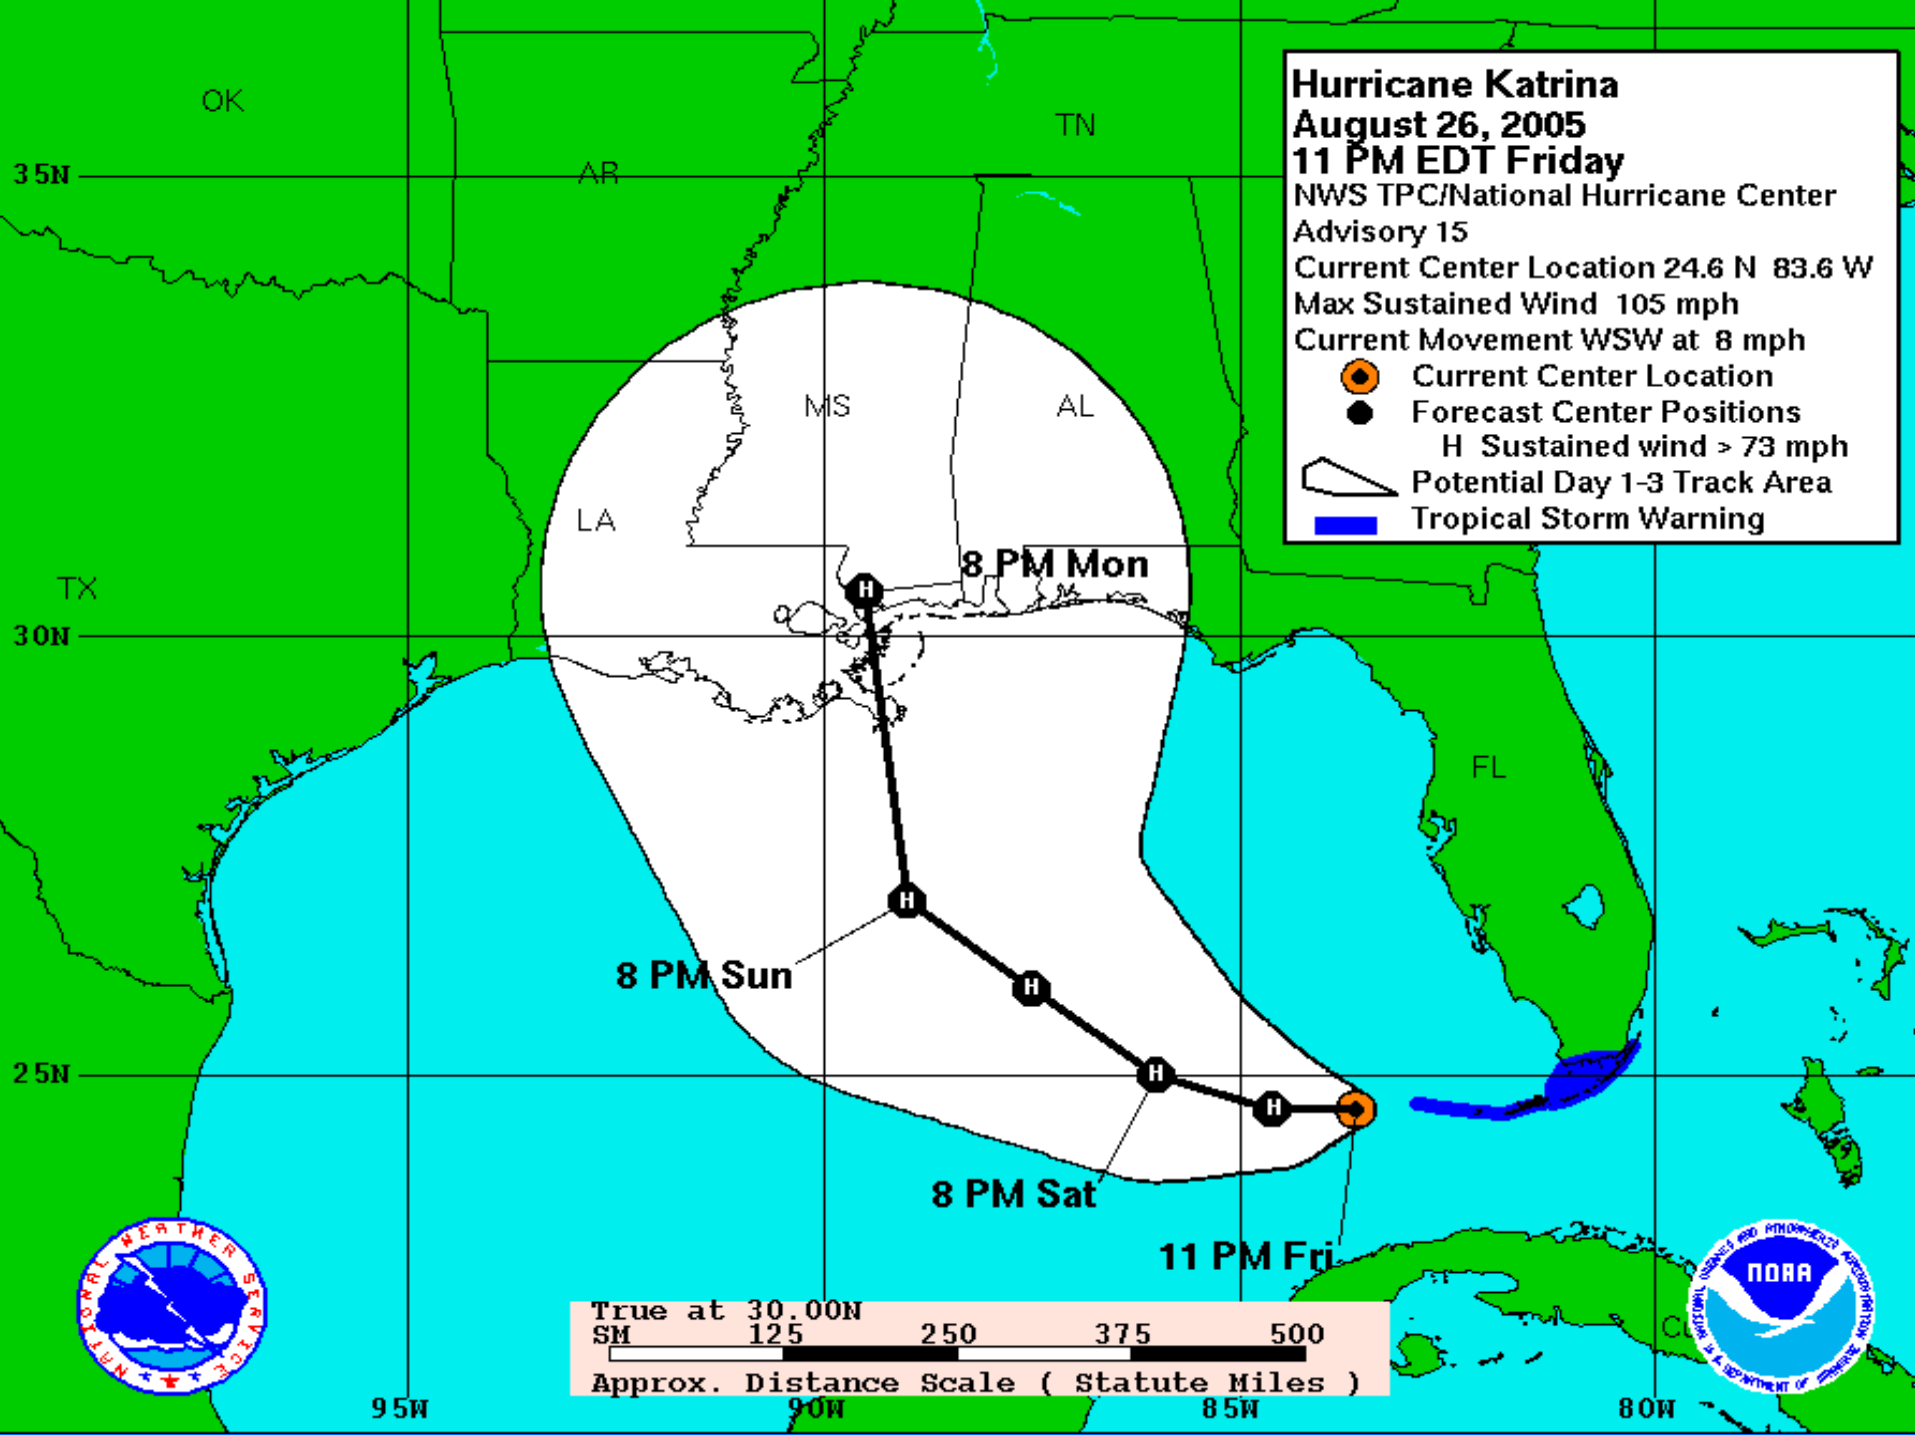 Hurricane Katrina
August 26, 2005
11 PM EDT Friday
NWS TPC/National Hurricane Center
Advisory 15
Current Center Location 24.6 N 83.6 W
Max Sustained Wind 105 mph
Current Movement WSW at 8 mph
Current Center Location
Forecast Center Positions
H Sustained wind > 73 mph
Potential Day 1-3 Track Area
Tropical Storm Warning
OK
TN
AR
35N
MS
AL
LA
TX
8 PM Mon
H
30N
FL
H
8 PM Sun
H
25N
H
H
8 PM Sat
11 PM Fri
NATIONAL WEATHER SERVICE
NOAA
True at 30.00N
SM 125 250 375 500
Approx. Distance Scale ( Statute Miles )
95W 90W 85W 80W